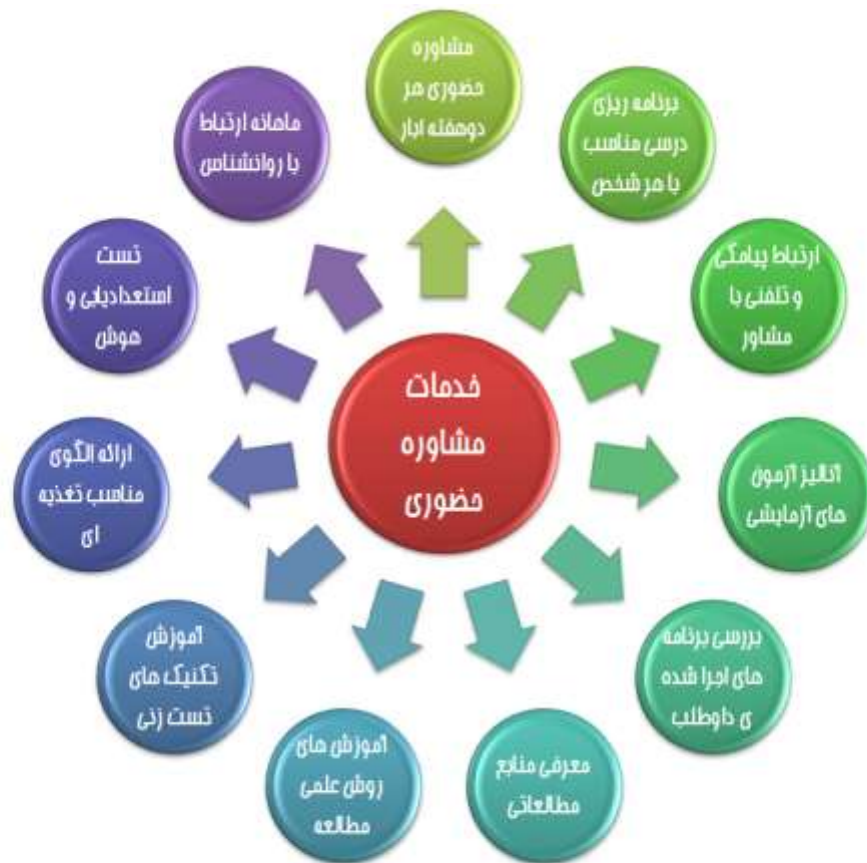 خدمات
مشاوره
حضوری
مشاوره
حضوری هر
دوهفته ابار
برنامه ریزی
درسی مناسب
با هر شخص
ارتباط پیامکی
و تلفنی با
مشاور
آنالیز آزمون
های آزمایشی
بررسی برنامه
های اجرا شده
ی داوطلب
معرفی منابع
مطالعاتی
آموزش های
روش علمی
مطالعه
آموزش
تکنیک های
تست زنی
ارائه الگوی
مناسب تغذیه
ای
تست
استعدادیابی و
هوش
ماهانه ارتباط
با روانشناس